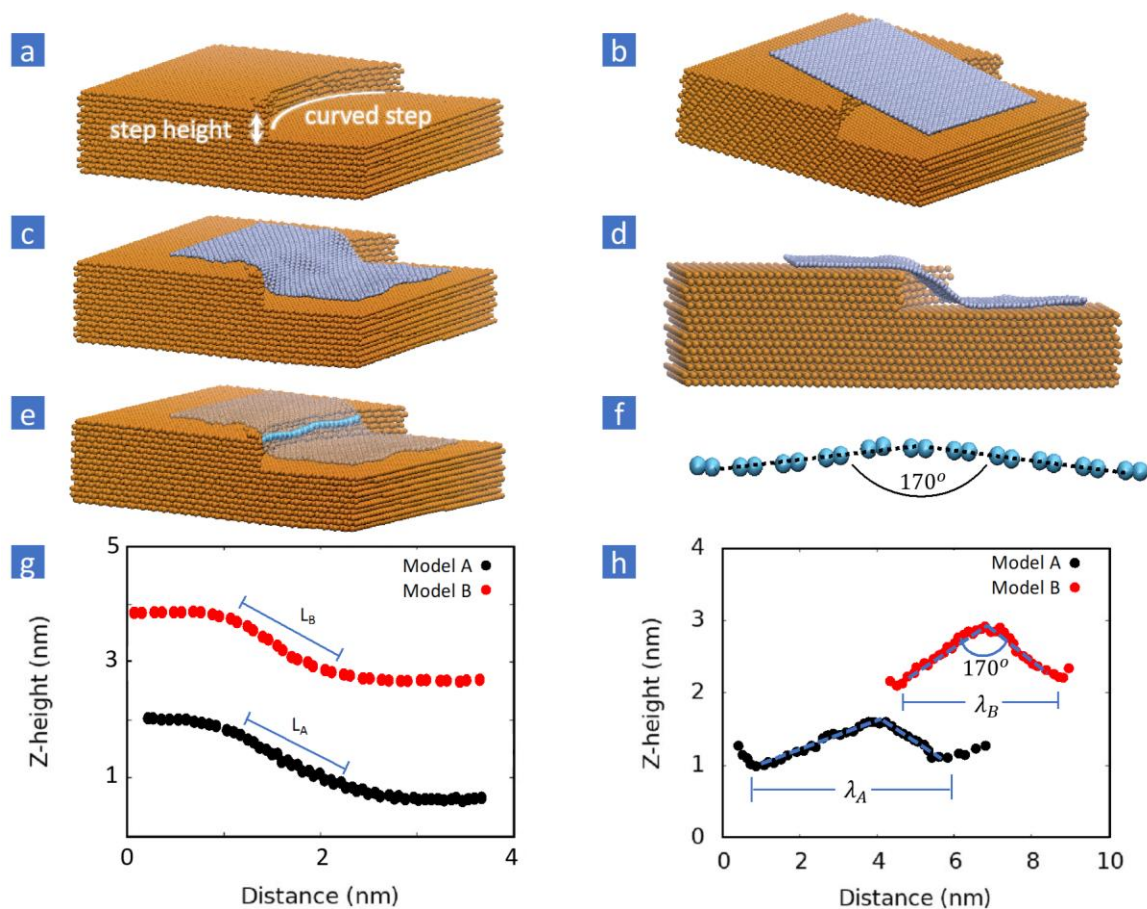 a
b
step height
curved step
c
d
e
f
170°
g
5
3
1
0
2
4
Z-height (nm)
Distance (nm)
Model A
Model B
L_B
L_A
h
4
3
2
1
0
0
2
4
6
8
10
Z-height (nm)
Distance (nm)
Model A
Model B
170°
λ_B
λ_A